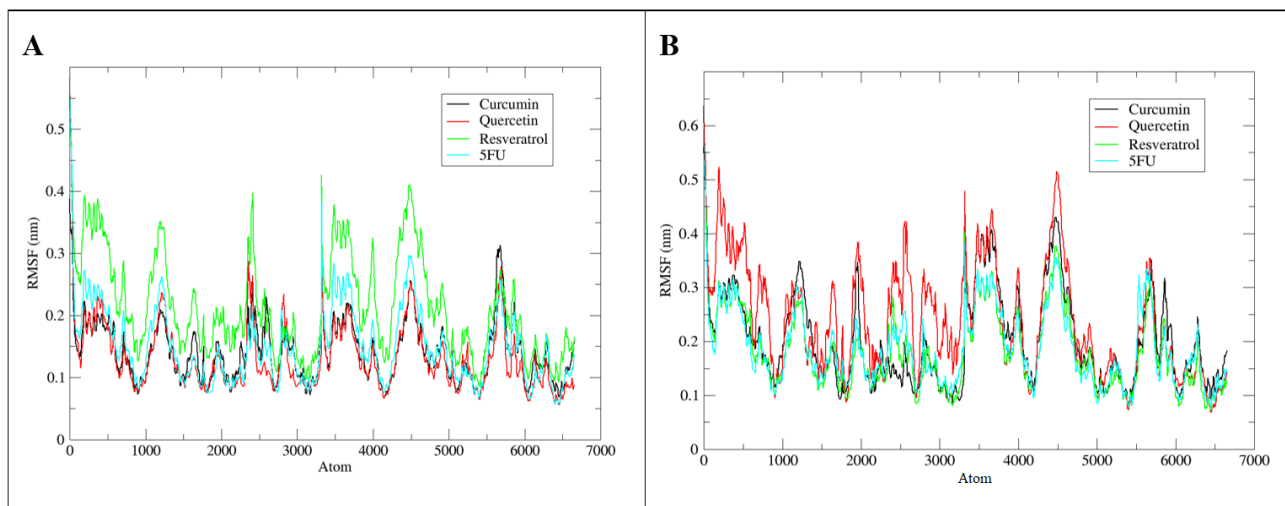 A
RMSF (nm)
0.5
0.4
0.3
0.2
0.1
0
Curcumin
Quercetin
Resveratrol
5FU
0 1000 2000 3000 4000 5000 6000 7000
Atom
B
RMSF (nm)
0.6
0.5
0.4
0.3
0.2
0.1
0
Curcumin
Quercetin
Resveratrol
5FU
0 1000 2000 3000 4000 5000 6000 7000
Atom